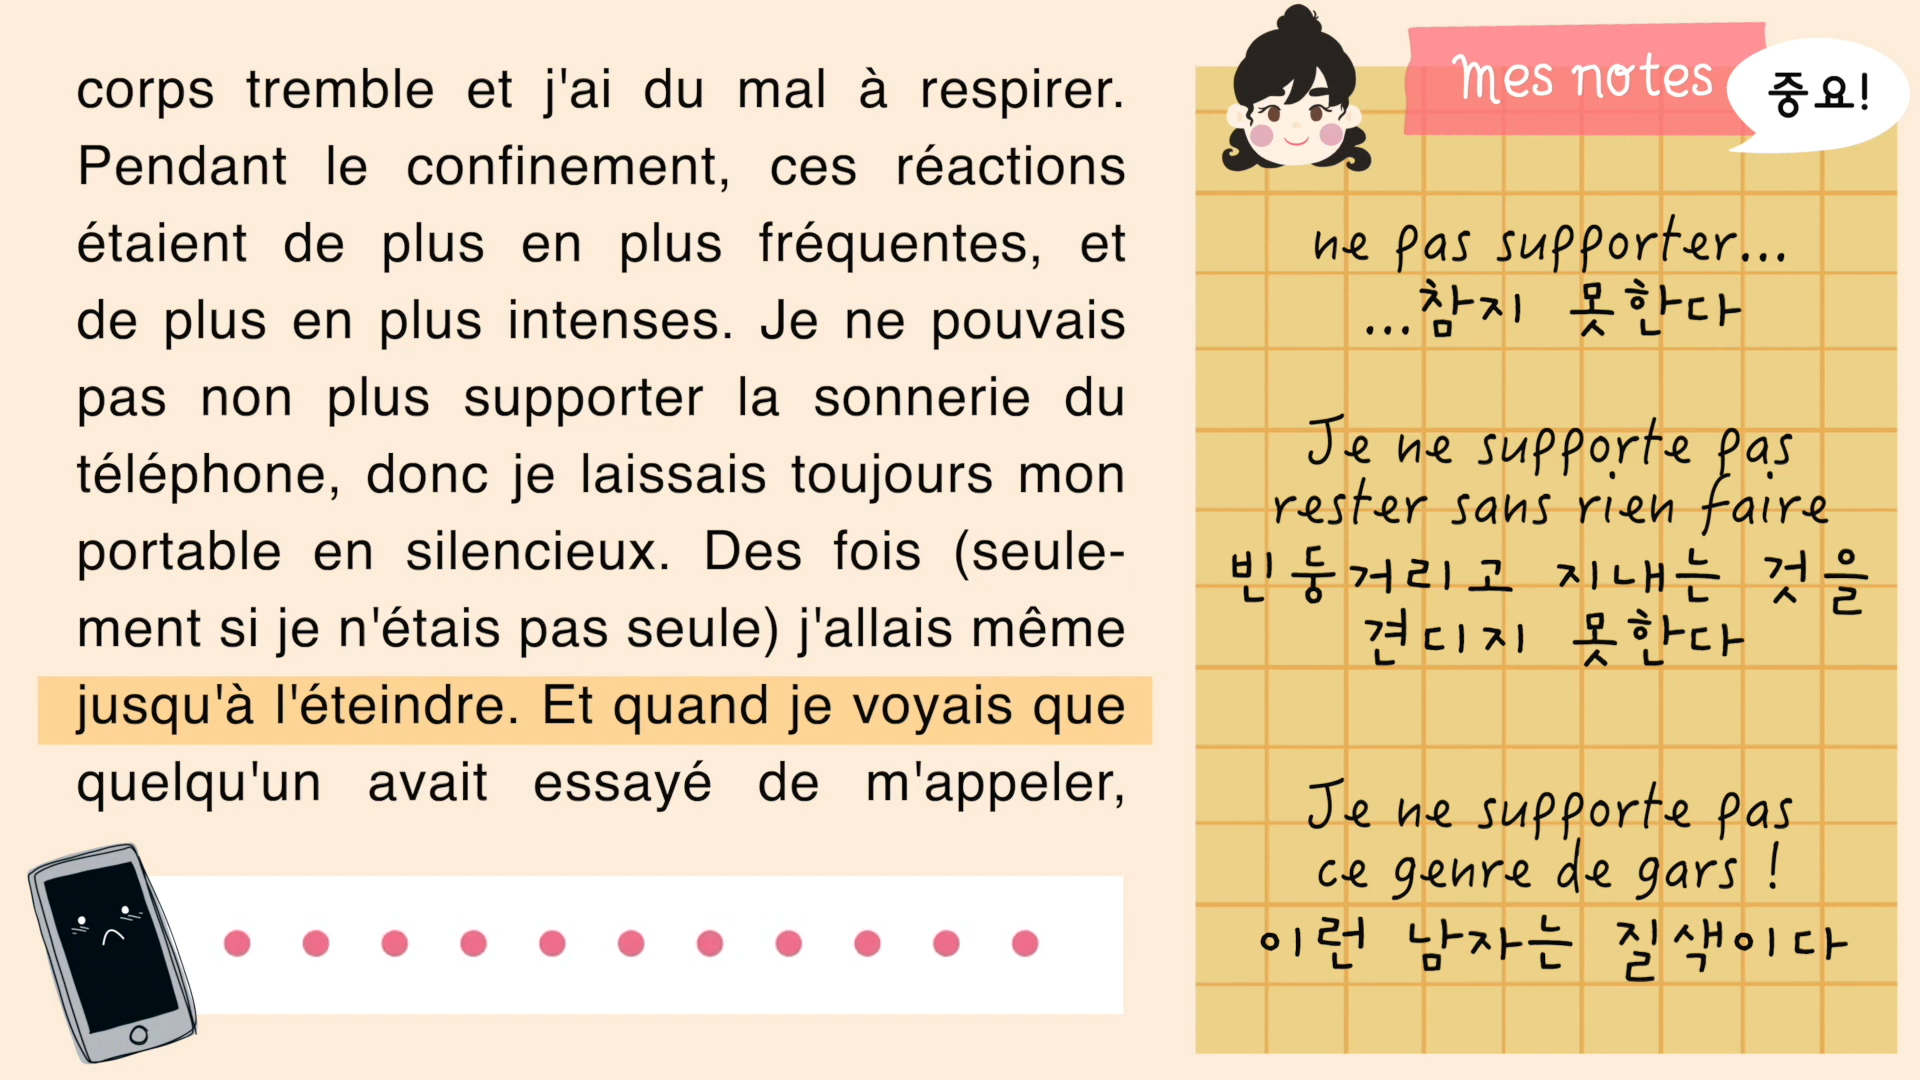 corps tremble et j'ai du mal à respirer.
Pendant le confinement, ces réactions
étaient de plus en plus fréquentes, et
de plus en plus intenses. Je ne pouvais
pas non plus supporter la sonnerie du
téléphone, donc je laissais toujours mon
portable en silencieux. Des fois (seule-
ment si je n'étais pas seule) j'allais même
jusqu'à l'éteindre. Et quand je voyais que
quelqu'un avait essayé de m'appeler,
mes notes
중요!
ne pas supporter...
...참지 못한다
Je ne supporte pas
rester sans rien faire
빈둥거리고 지내는 것을
견디지 못한다
Je ne supporte pas
ce genre de gars !
이런 남자는 질색이다